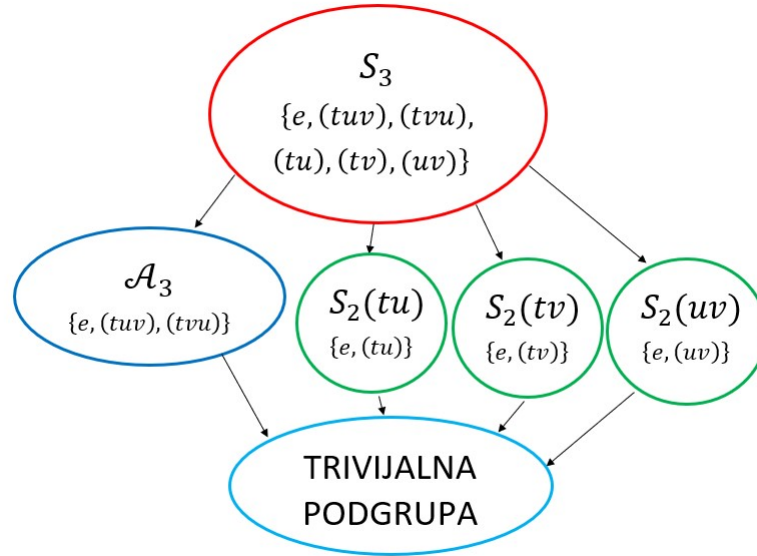 S₃
{e, (tuv), (tvu),
(tu), (tv), (uv)}
𝒜₃
{e, (tuv), (tvu)}
S₂(tu)
{e, (tu)}
S₂(tv)
{e, (tv)}
S₂(uv)
{e, (uv)}
TRIVIJALNA
PODGRUPA